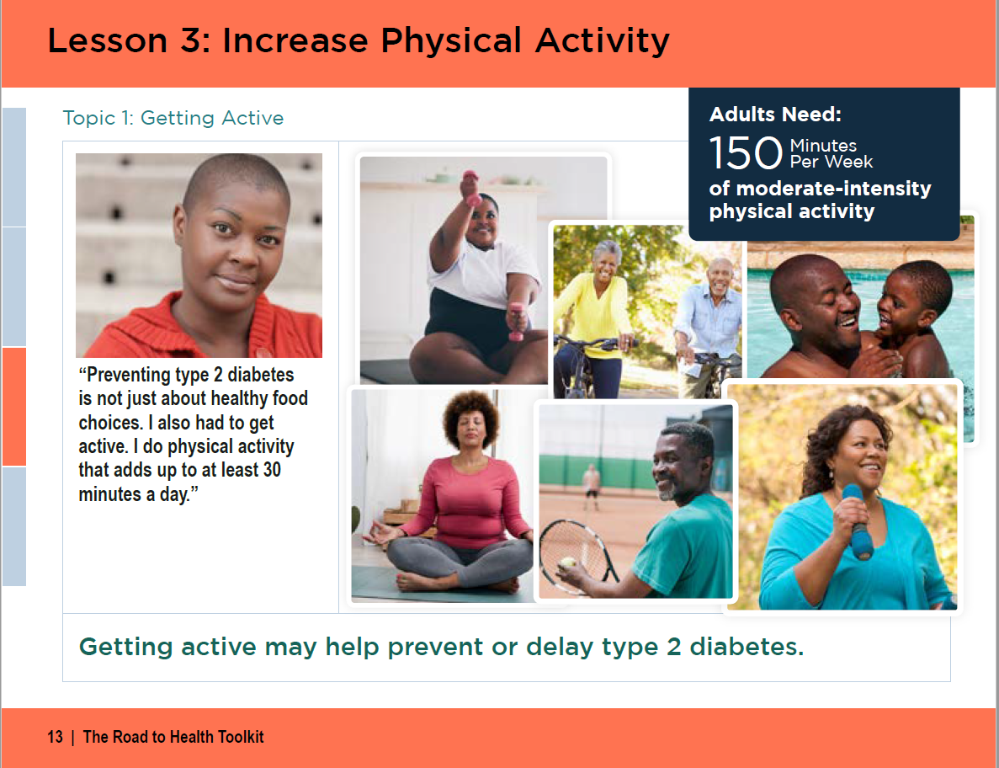 Lesson 3: Increase Physical Activity
Topic 1: Getting Active
Adults Need:
150 Minutes
Per Week
of moderate-intensity
physical activity
“Preventing type 2 diabetes
is not just about healthy food
choices. I also had to get
active. I do physical activity
that adds up to at least 30
minutes a day.”
Getting active may help prevent or delay type 2 diabetes.
13 | The Road to Health Toolkit